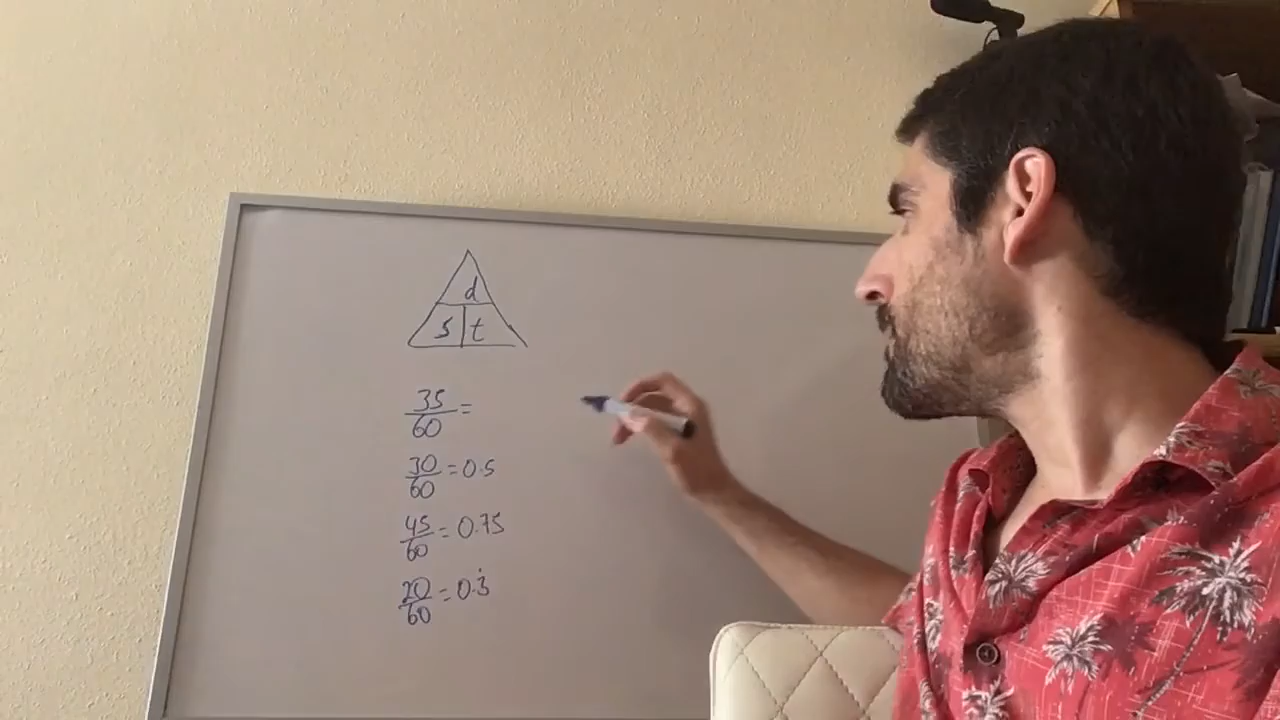 d
s t
35/60 =
30/60 = 0.5
45/60 = 0.75
20/60 = 0.3̇